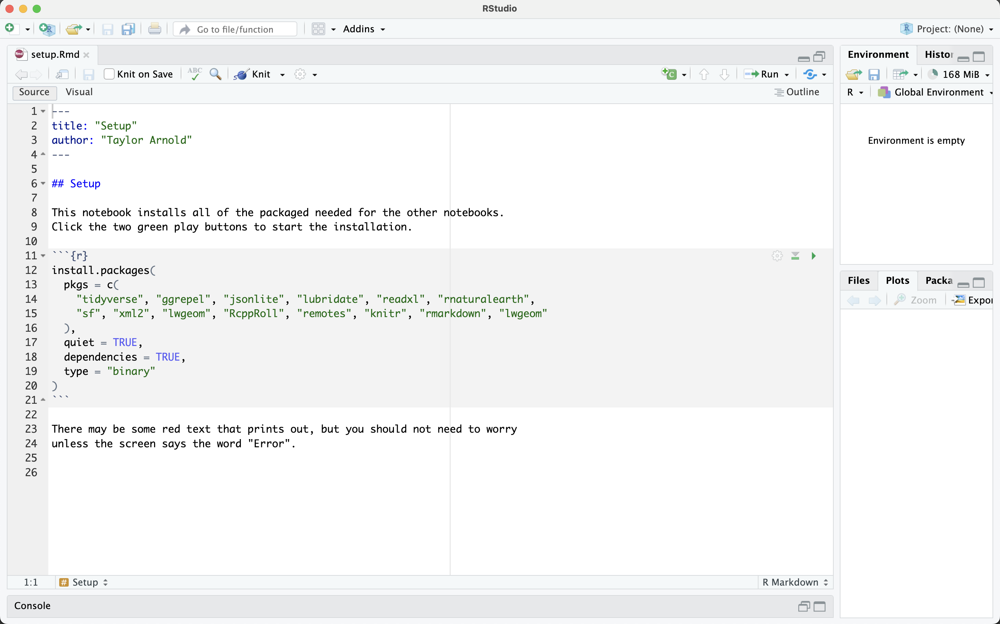 RStudio
Go to file/function
Addins
Project: (None)
setup.Rmd
Knit on Save
ABC
Knit
Run
Source
Visual
Outline
1 ---
2 title: "Setup"
3 author: "Taylor Arnold"
4 ---
5
6 ## Setup
7
8 This notebook installs all of the packaged needed for the other notebooks.
9 Click the two green play buttons to start the installation.
10
11 ```{r}
12 install.packages(
13   pkgs = c(
14     "tidyverse", "ggrepel", "jsonlite", "lubridate", "readxl", "rnaturalearth",
15     "sf", "xml2", "lwgeom", "RcppRoll", "remotes", "knitr", "rmarkdown", "lwgeom"
16   ),
17   quiet = TRUE,
18   dependencies = TRUE,
19   type = "binary"
20 )
21 ```
22
23 There may be some red text that prints out, but you should not need to worry
24 unless the screen says the word "Error".
25
26
1:1
# Setup
R Markdown
Console
Environment
Histor
168 MiB
R
Global Environment
Environment is empty
Files
Plots
Packa
Zoom
Expor